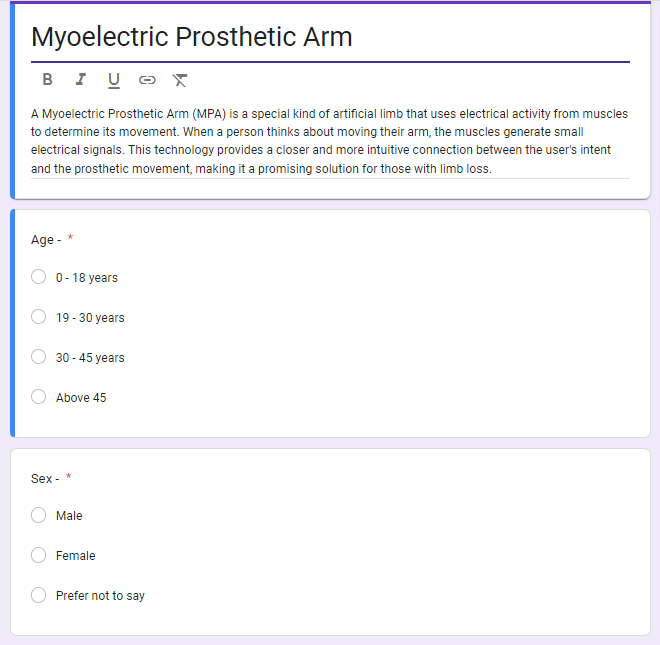 Myoelectric Prosthetic Arm
B I U
A Myoelectric Prosthetic Arm (MPA) is a special kind of artificial limb that uses electrical activity from muscles
to determine its movement. When a person thinks about moving their arm, the muscles generate small
electrical signals. This technology provides a closer and more intuitive connection between the user's intent
and the prosthetic movement, making it a promising solution for those with limb loss.
Age - *
0 - 18 years
19 - 30 years
30 - 45 years
Above 45
Sex - *
Male
Female
Prefer not to say